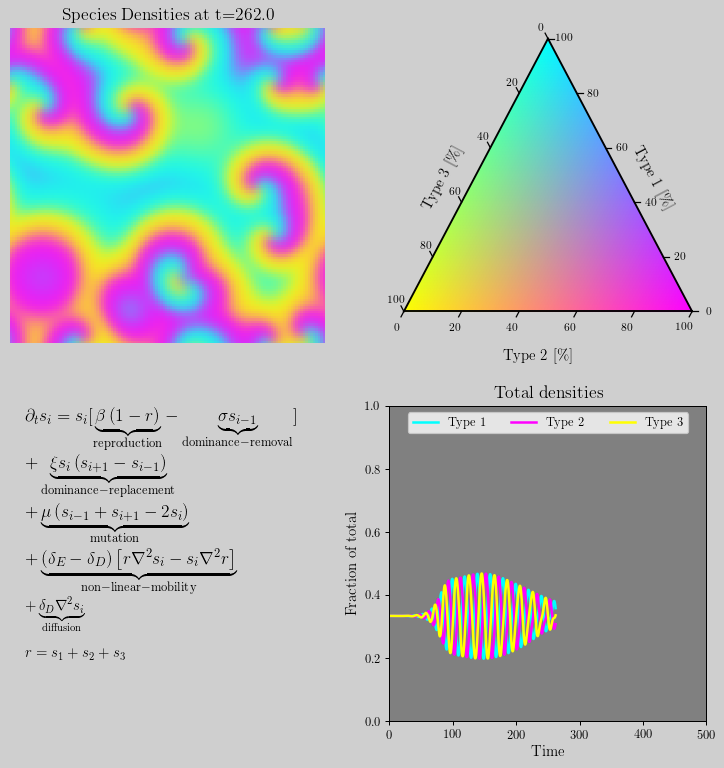 Species Densities at t=262.0
0
100
20
80
40
60
Type 3 [%]
Type 1 [%]
60
40
80
20
100
0
0
20
40
60
80
100
Type 2 [%]
∂ₜsᵢ = sᵢ[ β (1 − r) − σsᵢ₋₁ ]
reproduction
dominance−removal
+ ξsᵢ (sᵢ₊₁ − sᵢ₋₁)
dominance−replacement
+ μ (sᵢ₋₁ + sᵢ₊₁ − 2sᵢ)
mutation
+ (δ_E − δ_D) [r∇²sᵢ − sᵢ∇²r]
non−linear−mobility
+ δ_D∇²sᵢ
diffusion
r = s₁ + s₂ + s₃
Total densities
Type 1
Type 2
Type 3
1.0
0.8
0.6
0.4
0.2
0.0
Fraction of total
0
100
200
300
400
500
Time